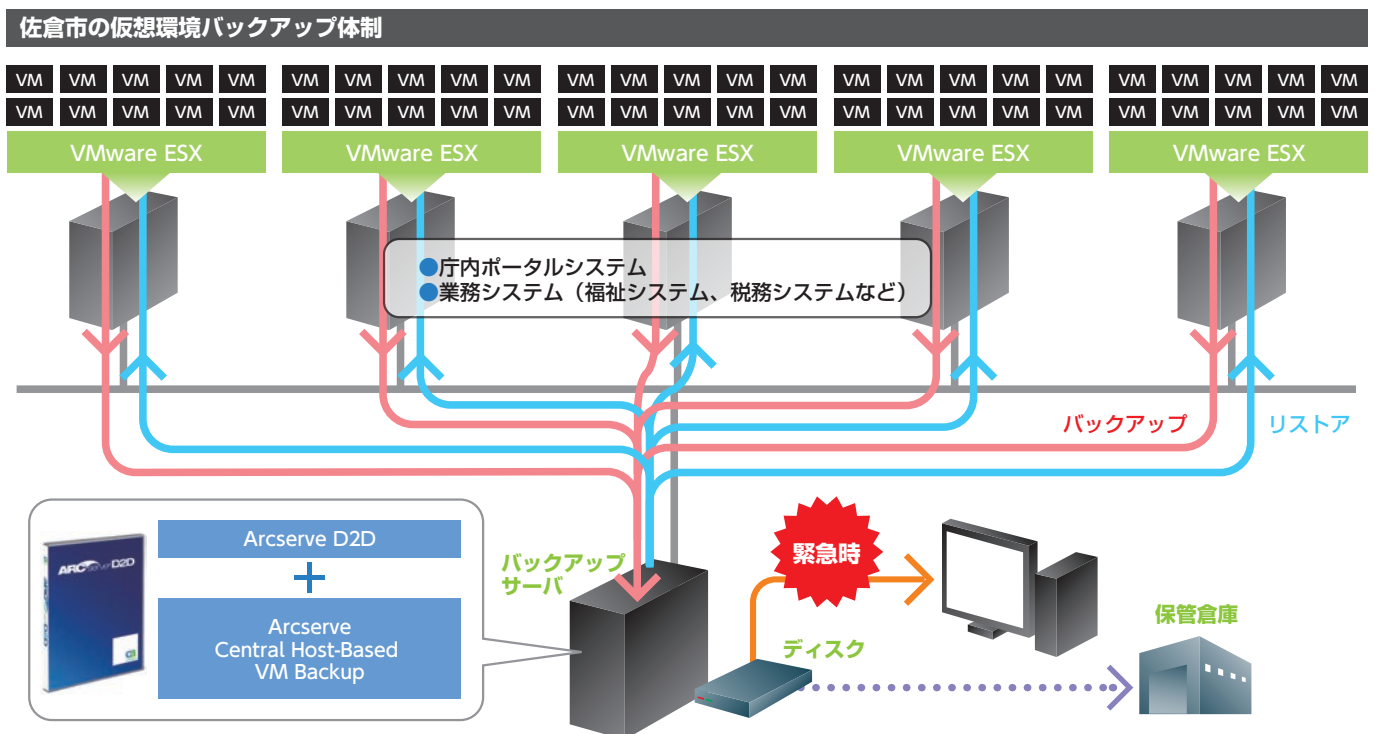 佐倉市の仮想環境バックアップ体制
VM VM VM VM VM VM VM VM VM VM VM VM VM VM VM VM VM VM VM VM VM VM VM VM VM
VM VM VM VM VM VM VM VM VM VM VM VM VM VM VM VM VM VM VM VM VM VM VM VM VM
VMware ESX VMware ESX VMware ESX VMware ESX VMware ESX
●庁内ポータルシステム
●業務システム（福祉システム、税務システムなど）
バックアップ リストア
ARCserve D2D
Arcserve D2D
+
Arcserve
Central Host-Based
VM Backup
バックアップ
サーバ
緊急時
ディスク
保管倉庫